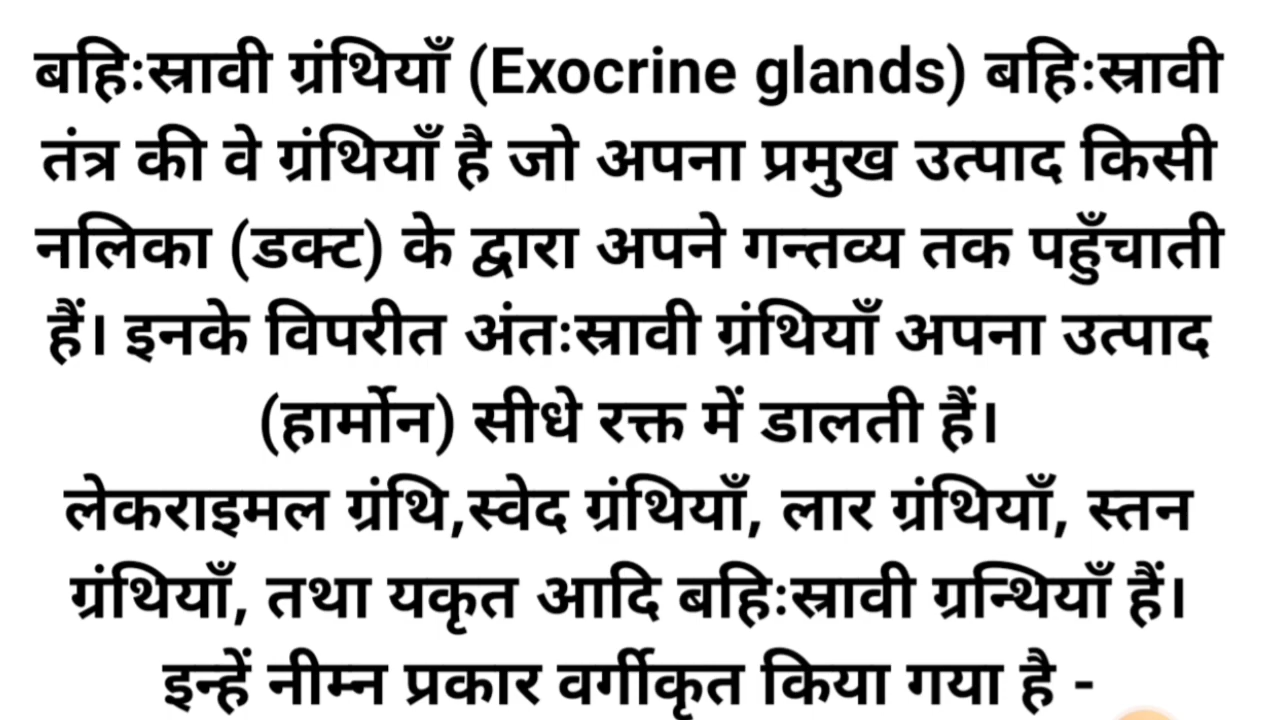 बहिःस्रावी ग्रंथियाँ (Exocrine glands) बहिःस्रावी
तंत्र की वे ग्रंथियाँ है जो अपना प्रमुख उत्पाद किसी
नलिका (डक्ट) के द्वारा अपने गन्तव्य तक पहुँचाती
हैं। इनके विपरीत अंतःस्रावी ग्रंथियाँ अपना उत्पाद
(हार्मोन) सीधे रक्त में डालती हैं।
लेकराइमल ग्रंथि,स्वेद ग्रंथियाँ, लार ग्रंथियाँ, स्तन
ग्रंथियाँ, तथा यकृत आदि बहिःस्रावी ग्रन्थियाँ हैं।
इन्हें नीम्न प्रकार वर्गीकृत किया गया है -